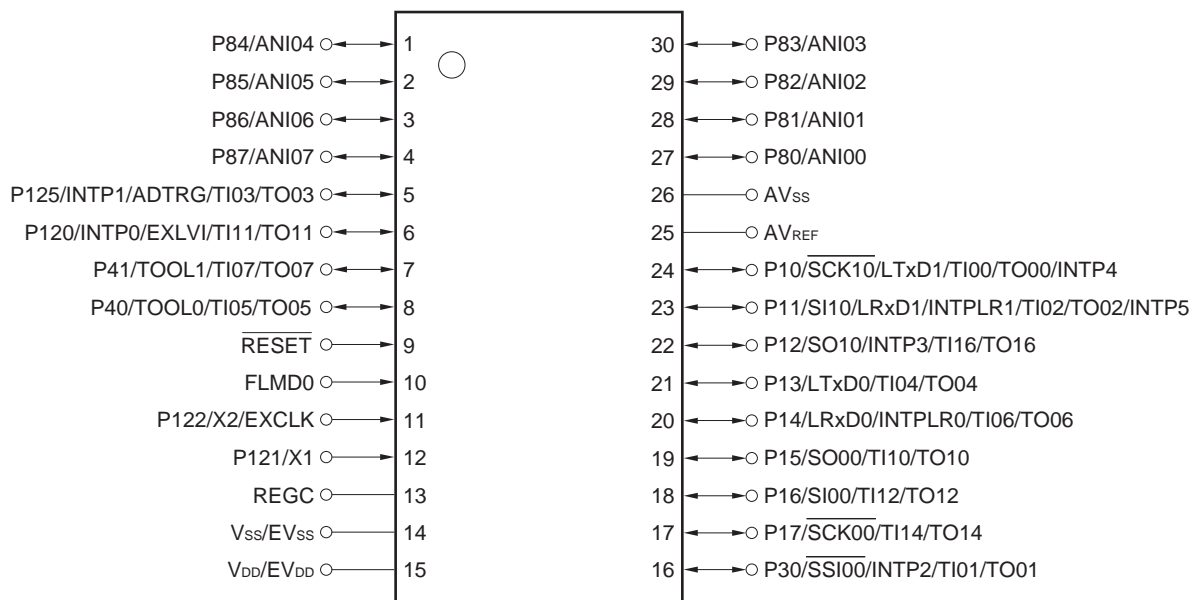 P84/ANI04 1 30 P83/ANI03
P85/ANI05 2 29 P82/ANI02
P86/ANI06 3 28 P81/ANI01
P87/ANI07 4 27 P80/ANI00
P125/INTP1/ADTRG/TI03/TO03 5 26 AVSS
P120/INTP0/EXLVI/TI11/TO11 6 25 AVREF
P41/TOOL1/TI07/TO07 7 24 P10/SCK10/LTxD1/TI00/TO00/INTP4
P40/TOOL0/TI05/TO05 8 23 P11/SI10/LRxD1/INTPLR1/TI02/TO02/INTP5
RESET 9 22 P12/SO10/INTP3/TI16/TO16
FLMD0 10 21 P13/LTxD0/TI04/TO04
P122/X2/EXCLK 11 20 P14/LRxD0/INTPLR0/TI06/TO06
P121/X1 12 19 P15/SO00/TI10/TO10
REGC 13 18 P16/SI00/TI12/TO12
VSS/EVSS 14 17 P17/SCK00/TI14/TO14
VDD/EVDD 15 16 P30/SSI00/INTP2/TI01/TO01